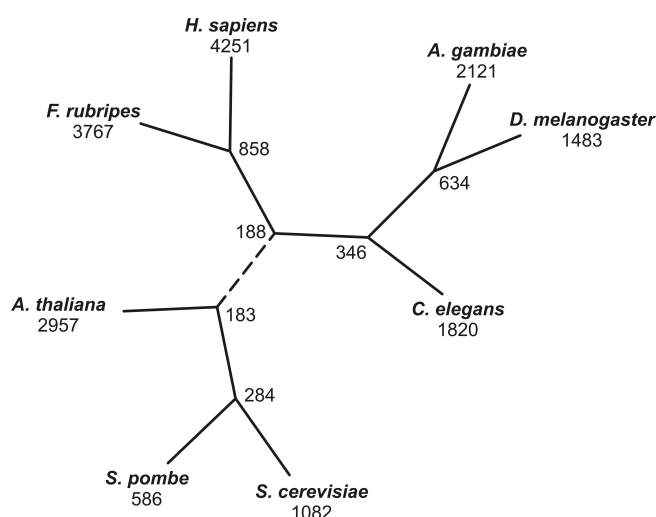 H. sapiens
4251
A. gambiae
2121
F. rubripes
3767
D. melanogaster
1483
858
634
188
346
A. thaliana
2957
183
C. elegans
1820
284
S. pombe
586
S. cerevisiae
1082